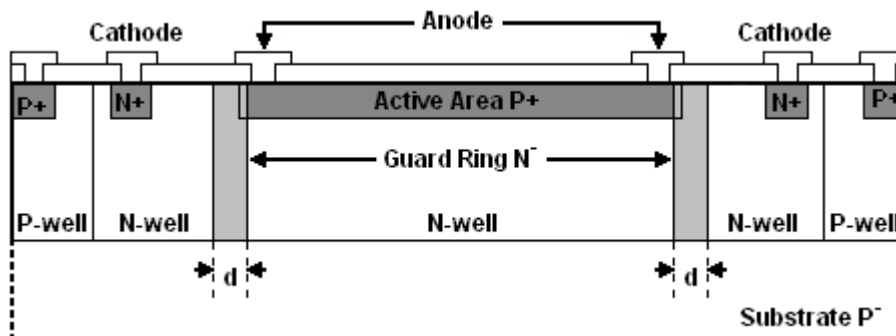 Cathode
Anode
Cathode
P+
N+
Active Area P+
N+
P+
Guard Ring N⁻
P-well
N-well
N-well
N-well
P-well
d
d
Substrate P⁻